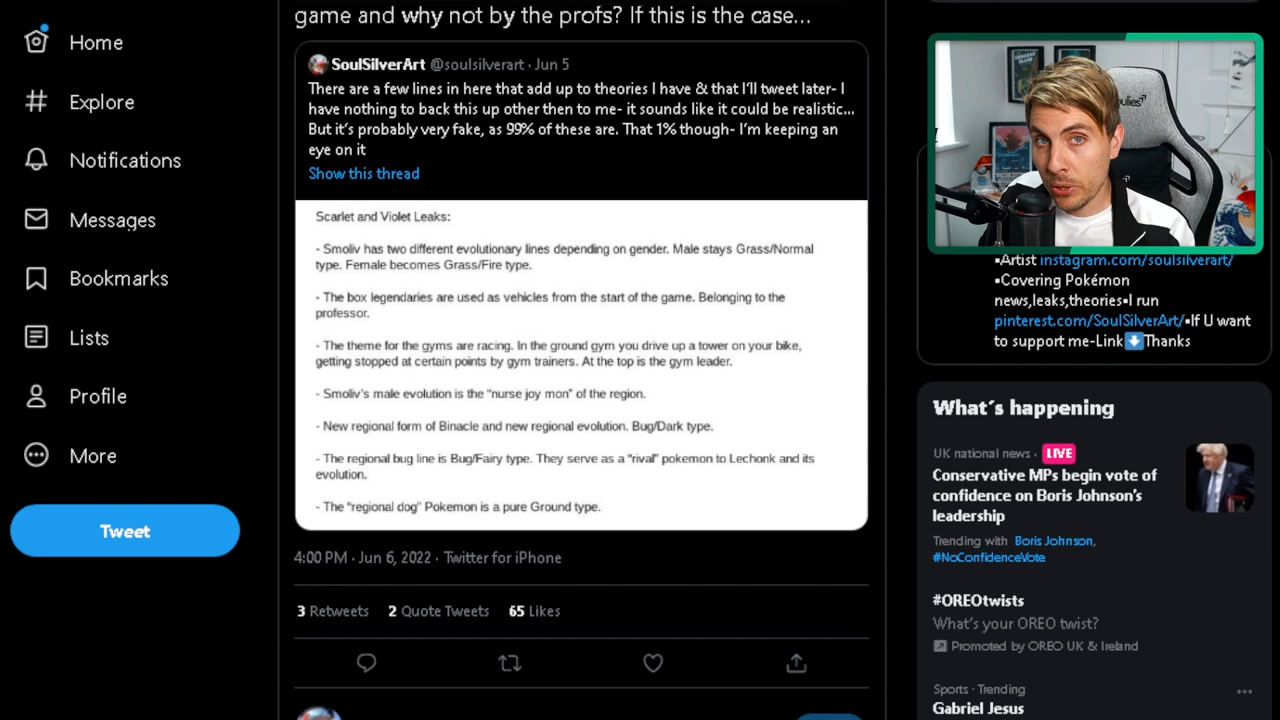 game and why not by the profs? If this is the case...
Home
Explore
Notifications
Messages
Bookmarks
Lists
Profile
More
Tweet
SoulSilverArt @soulsilverart · Jun 5
There are a few lines in here that add up to theories I have & that I'll tweet later- I
have nothing to back this up other then to me- it sounds like it could be realistic...
But it's probably very fake, as 99% of these are. That 1% though- I'm keeping an
eye on it
Show this thread
Scarlet and Violet Leaks:
- Smoliv has two different evolutionary lines depending on gender. Male stays Grass/Normal
type. Female becomes Grass/Fire type.
- The box legendaries are used as vehicles from the start of the game. Belonging to the
professor.
- The theme for the gyms are racing. In the ground gym you drive up a tower on your bike,
getting stopped at certain points by gym trainers. At the top is the gym leader.
- Smoliv's male evolution is the "nurse joy mon" of the region.
- New regional form of Binacle and new regional evolution. Bug/Dark type.
- The regional bug line is Bug/Fairy type. They serve as a "rival" pokemon to Lechonk and its
evolution.
- The "regional dog" Pokemon is a pure Ground type.
4:00 PM · Jun 6, 2022 · Twitter for iPhone
3 Retweets 2 Quote Tweets 65 Likes
▪Artist instagram.com/soulsilverart/
▪Covering Pokémon
news,leaks,theories▪I run
pinterest.com/SoulSilverArt/▪If U want
to support me-Link⬇Thanks
What's happening
UK national news · LIVE
Conservative MPs begin vote of
confidence on Boris Johnson's
leadership
Trending with Boris Johnson,
#NoConfidenceVote
#OREOtwists
What's your OREO twist?
Promoted by OREO UK & Ireland
Sports · Trending
Gabriel Jesus